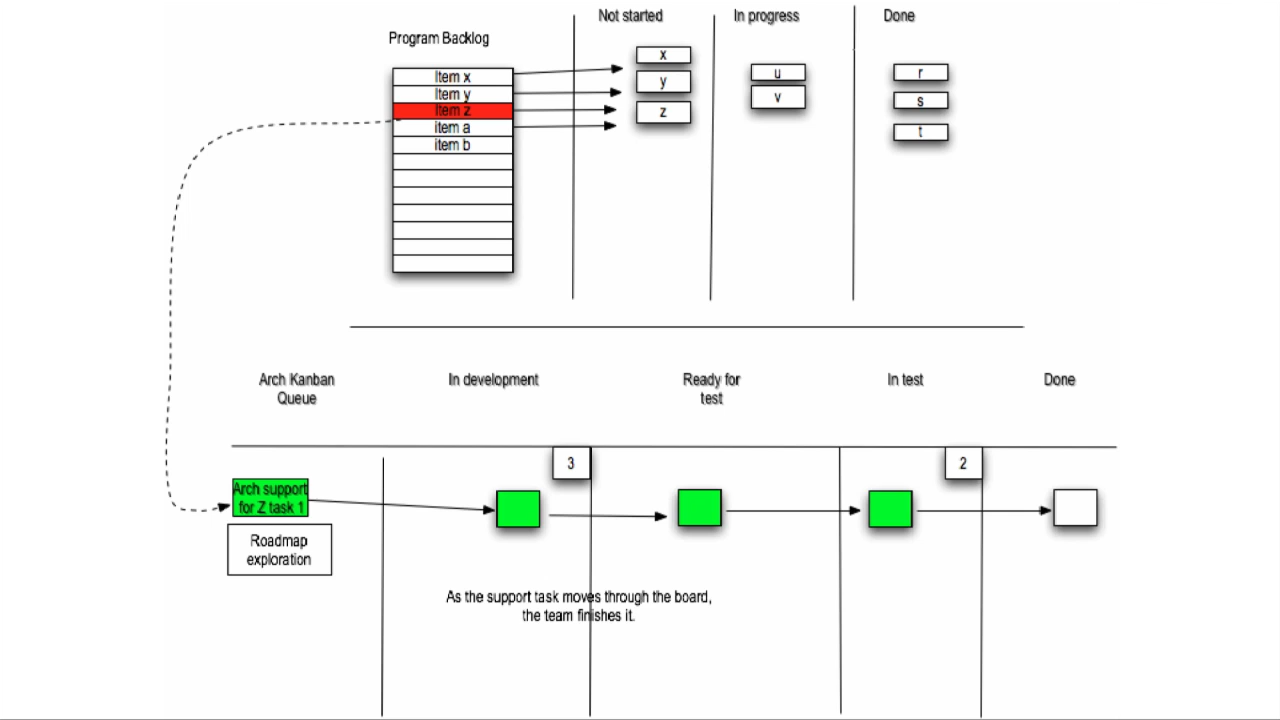 Not started
In progress
Done
Program Backlog
Item x
Item y
Item z
item a
item b
x
y
z
u
v
r
s
t
Arch Kanban
Queue
In development
Ready for
test
In test
Done
3
2
Arch support
for Z task 1
Roadmap
exploration
As the support task moves through the board,
the team finishes it.